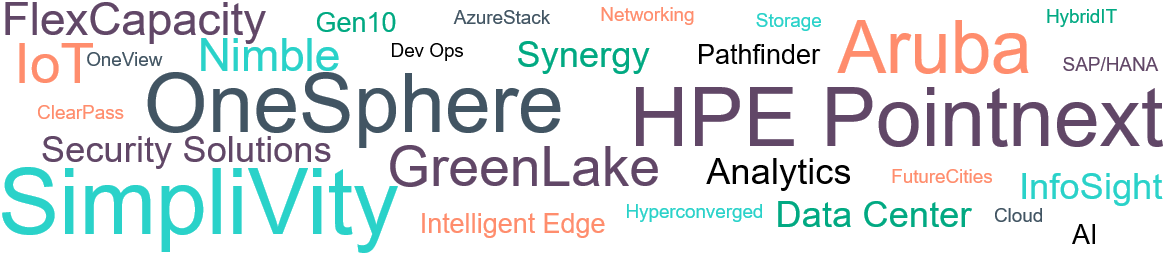 FlexCapacity
Gen10
AzureStack
Networking
Storage
HybridIT
IoT
OneView
Nimble
Dev Ops
Synergy
Pathfinder
Aruba
SAP/HANA
ClearPass
OneSphere
HPE Pointnext
Security Solutions
GreenLake
Analytics
FutureCities
InfoSight
SimpliVity
Intelligent Edge
Hyperconverged
Data Center
Cloud
AI